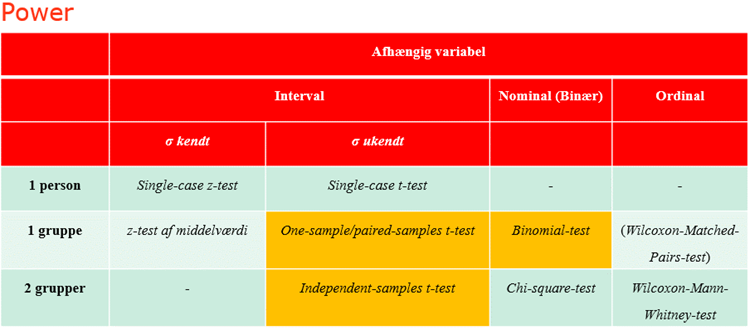 Power
Afhængig variabel
Interval Nominal (Binær) Ordinal
σ kendt σ ukendt
1 person Single-case z-test Single-case t-test - -
1 gruppe z-test af middelværdi One-sample/paired-samples t-test Binomial-test (Wilcoxon-Matched-
Pairs-test)
2 grupper - Independent-samples t-test Chi-square-test Wilcoxon-Mann-
Whitney-test